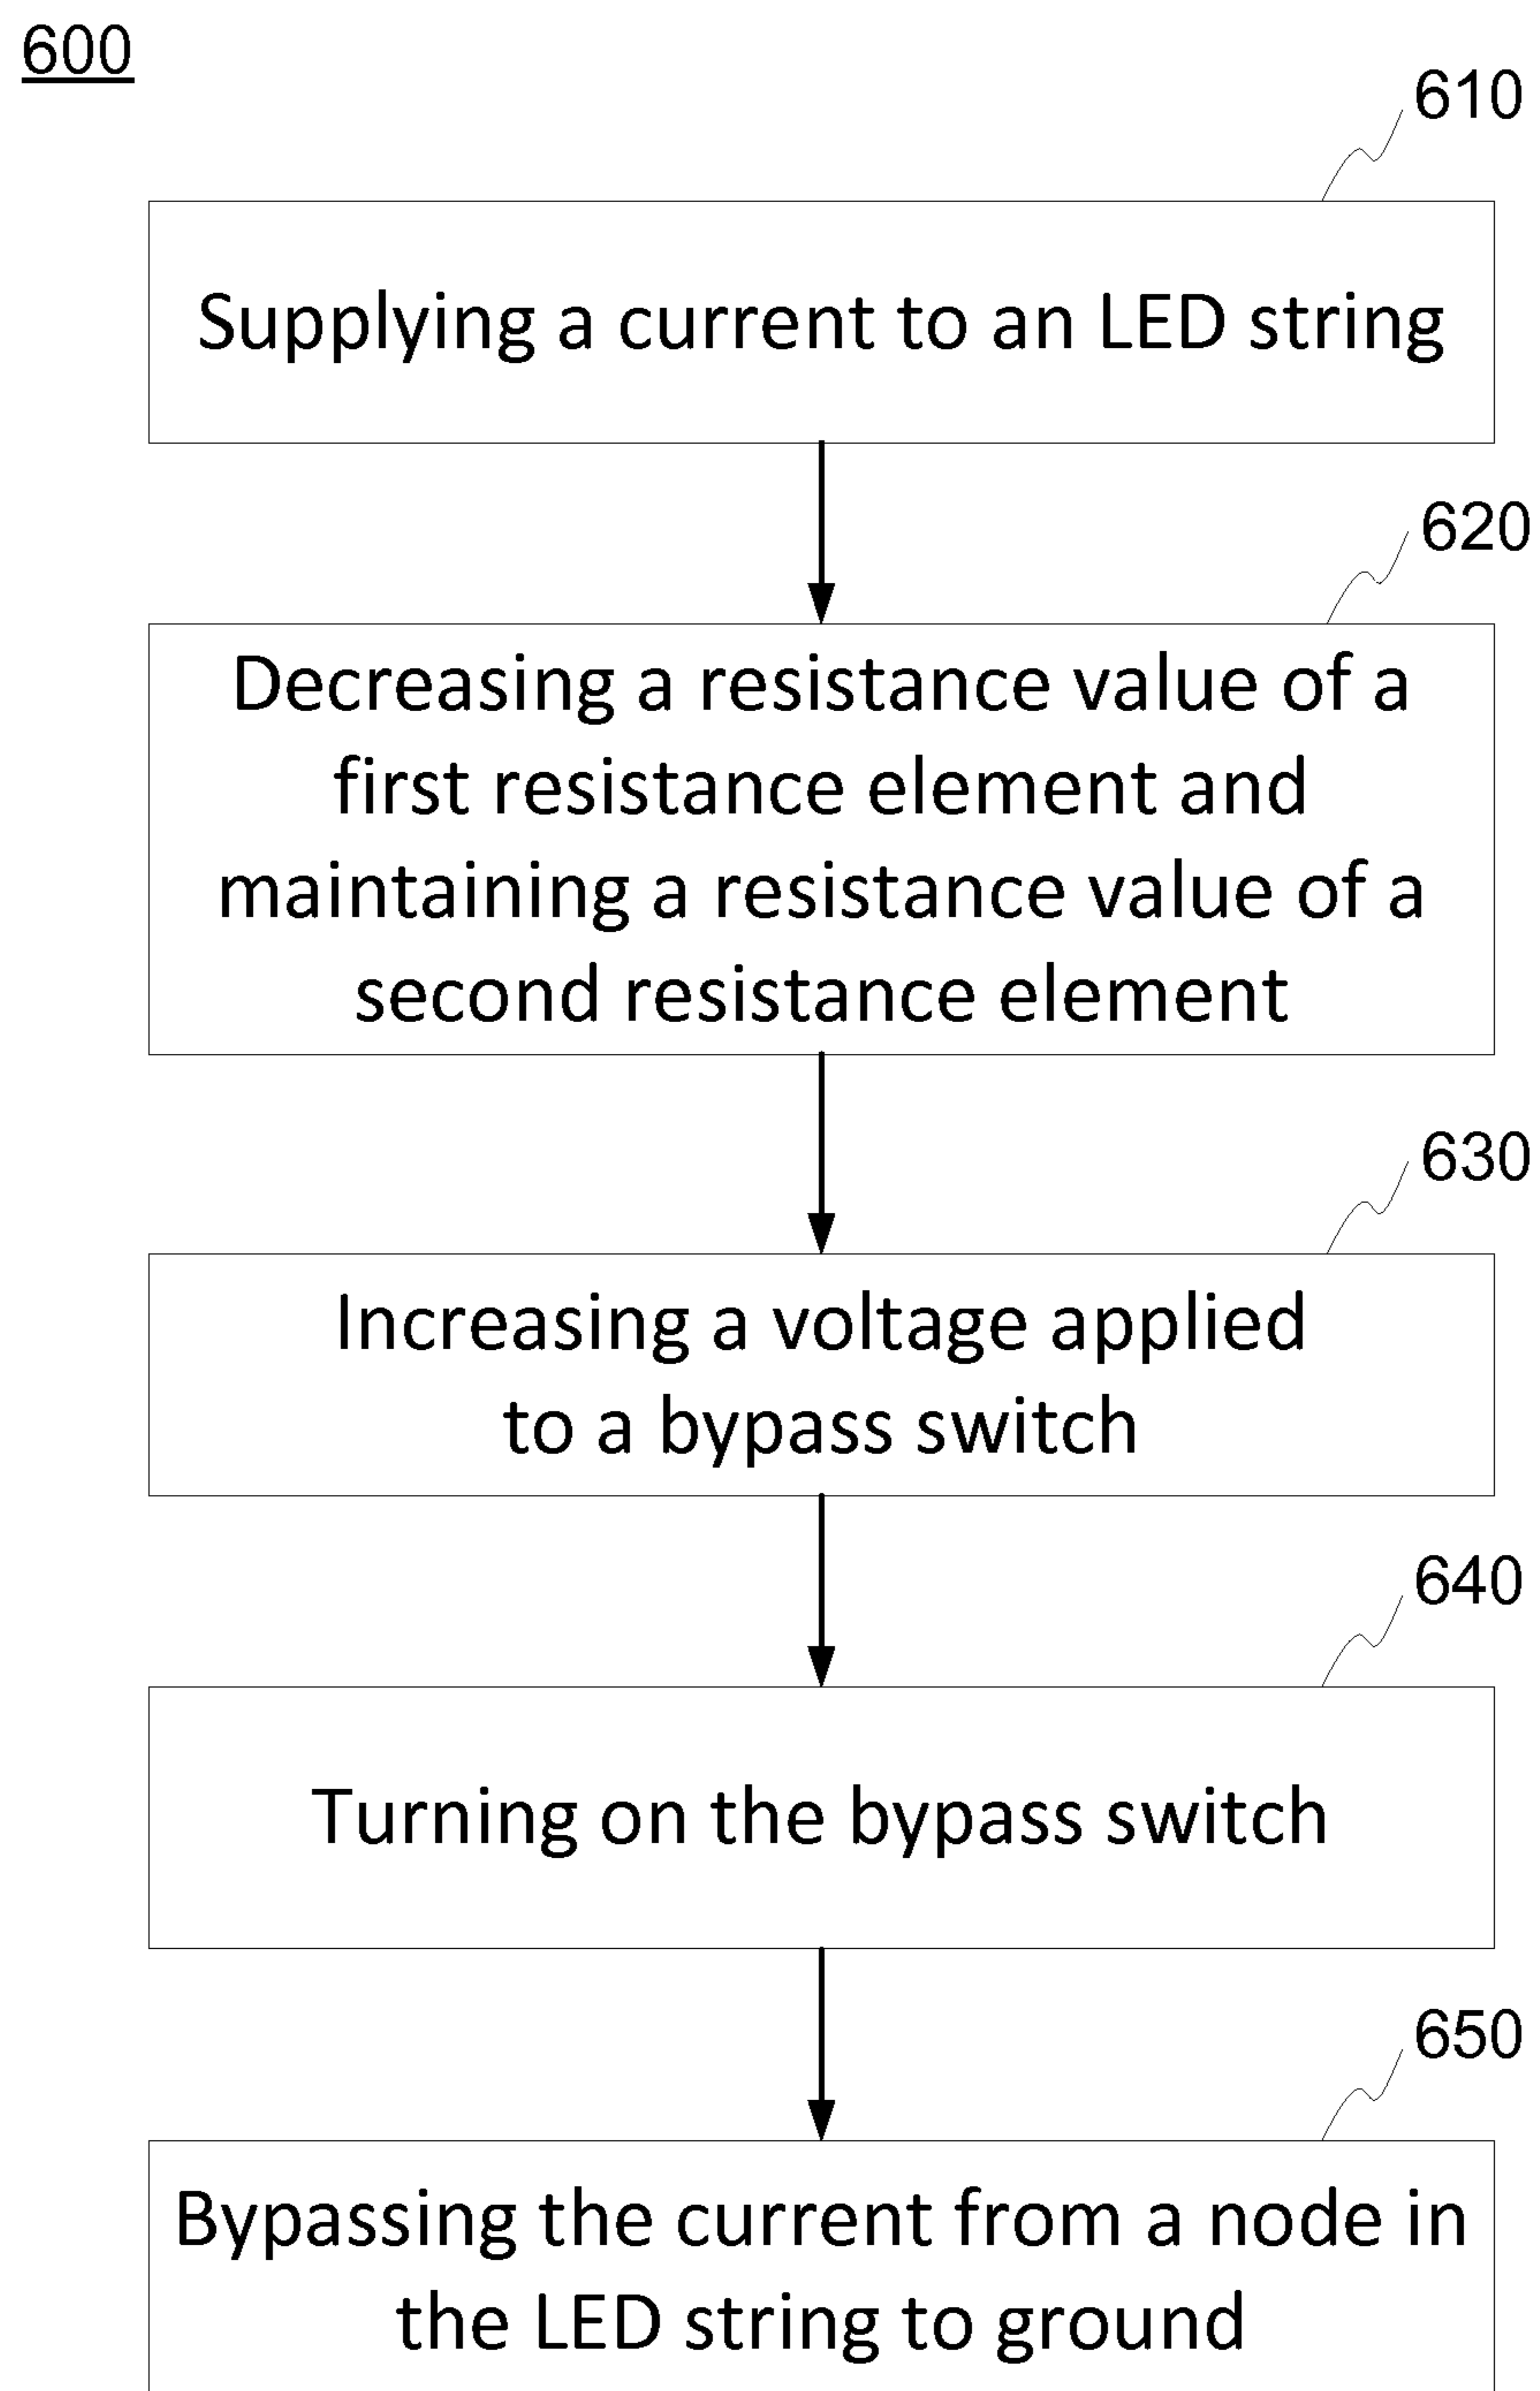 600
610
Supplying a current to an LED string
620
Decreasing a resistance value of a
first resistance element and
maintaining a resistance value of a
second resistance element
630
Increasing a voltage applied
to a bypass switch
640
Turning on the bypass switch
650
Bypassing the current from a node in
the LED string to ground